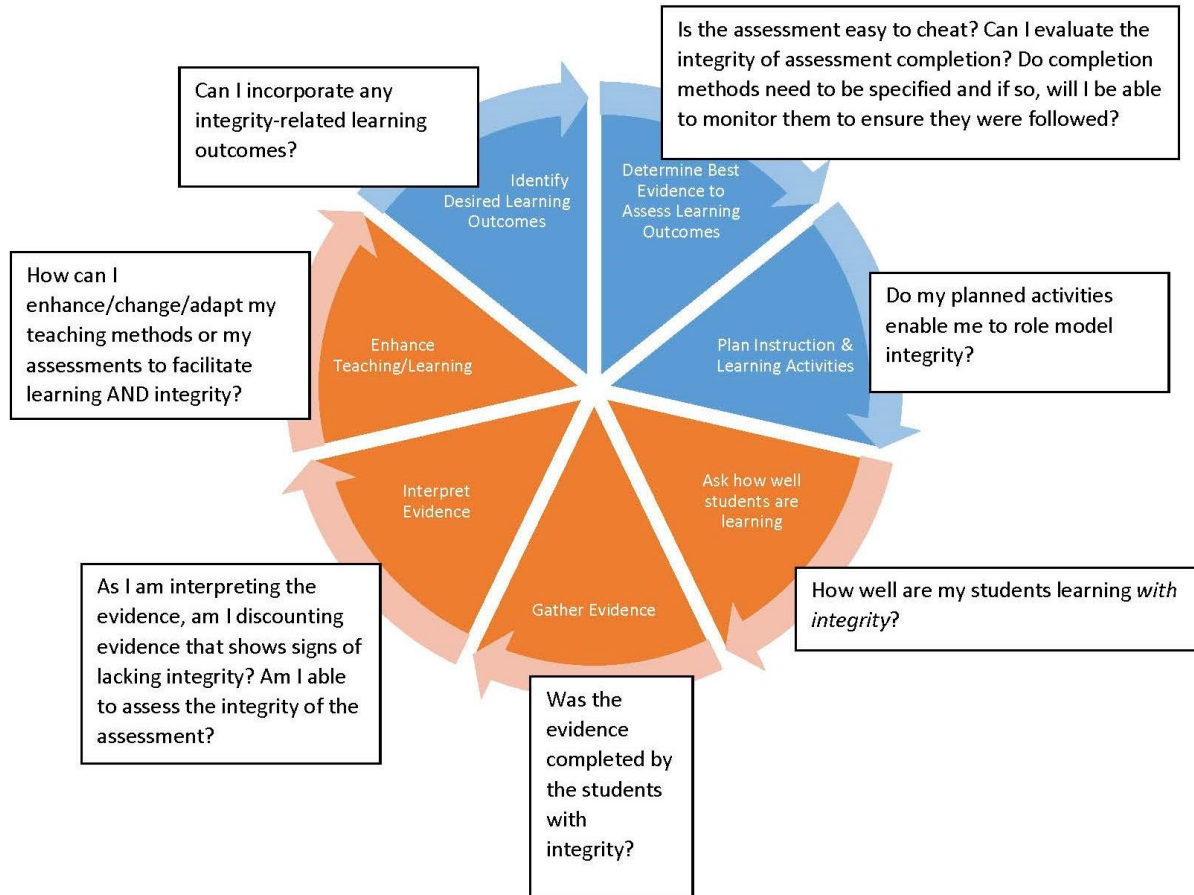 Is the assessment easy to cheat? Can I evaluate the
integrity of assessment completion? Do completion
methods need to be specified and if so, will I be able
to monitor them to ensure they were followed?
Can I incorporate any
integrity-related learning
outcomes?
Identify
Desired Learning
Outcomes
Determine Best
Evidence to
Assess Learning
Outcomes
How can I
enhance/change/adapt my
teaching methods or my
assessments to facilitate
learning AND integrity?
Enhance
Teaching/Learning
Plan Instruction &
Learning Activities
Do my planned activities
enable me to role model
integrity?
Interpret
Evidence
Ask how well
students are
learning
As I am interpreting the
evidence, am I discounting
evidence that shows signs of
lacking integrity? Am I able
to assess the integrity of the
assessment?
Gather Evidence
How well are my students learning with
integrity?
Was the
evidence
completed by
the students
with
integrity?